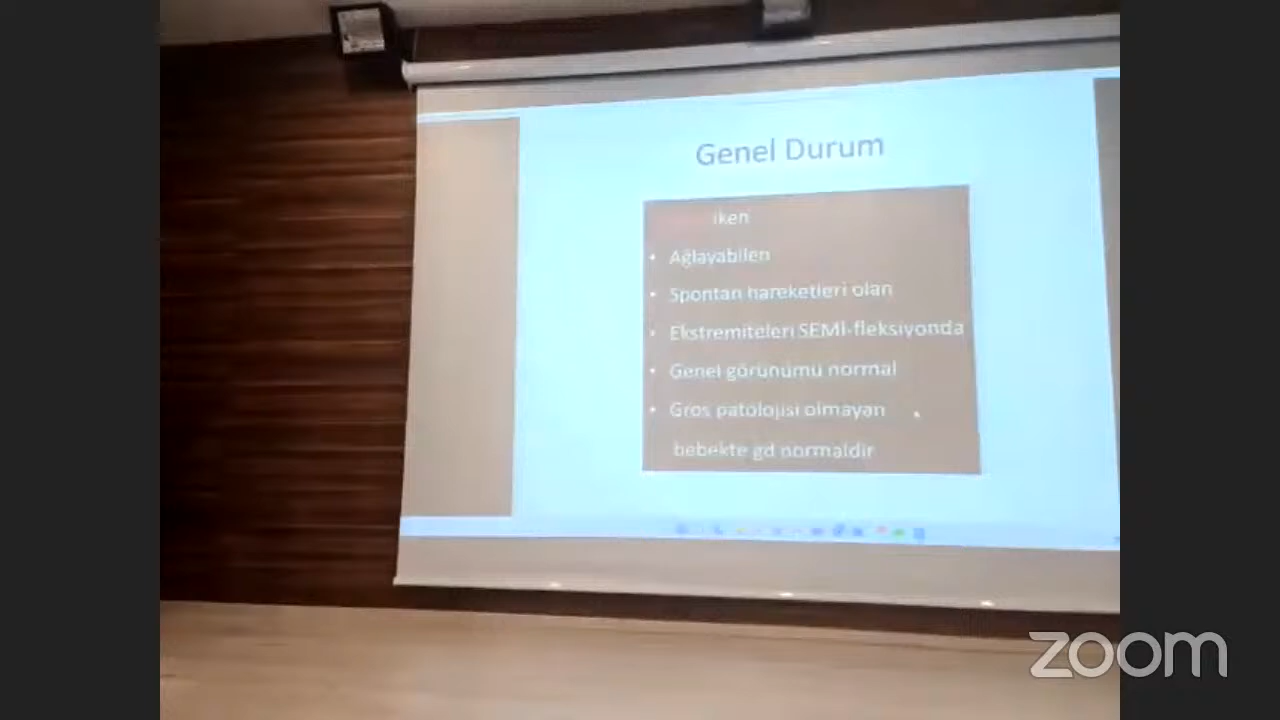 Genel Durum
iken
• Ağlayabilen
• Spontan hareketleri olan
• Ekstremiteleri SEMİ-fleksiyonda
• Genel görünümü normal
• Gros patolojisi olmayan
bebekte gd normaldir
zoom